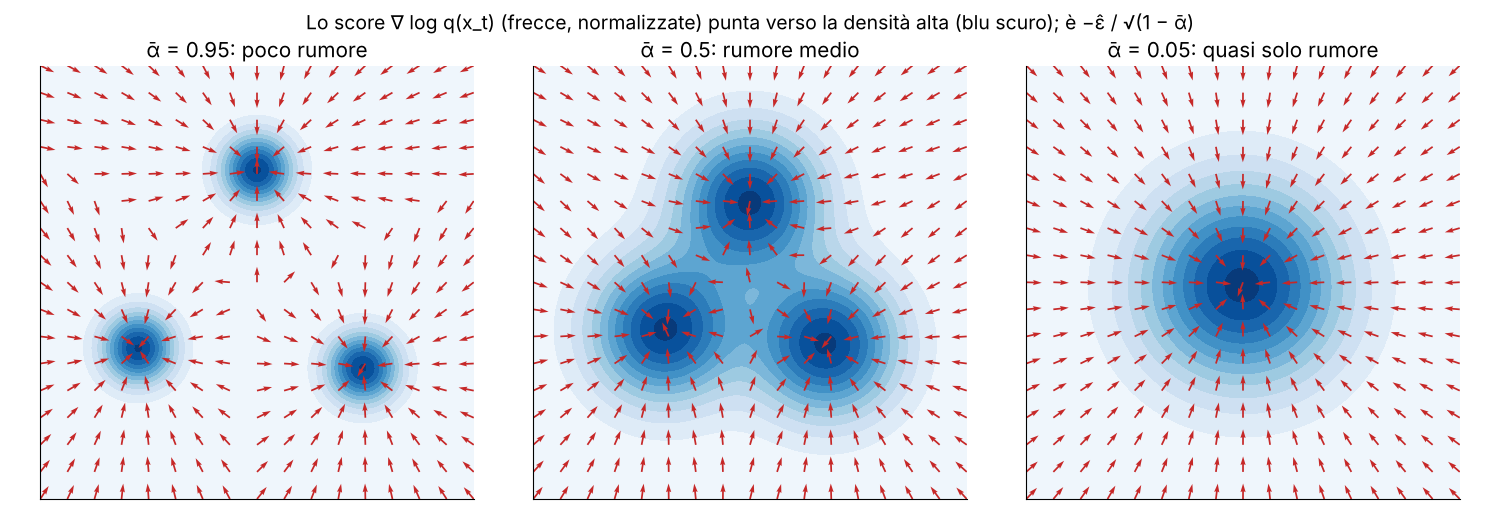 Lo score ∇ log q(x_t) (frecce, normalizzate) punta verso la densità alta (blu scuro); è −ε̂ / √(1 − ᾱ)
ᾱ = 0.95: poco rumore
ᾱ = 0.5: rumore medio
ᾱ = 0.05: quasi solo rumore